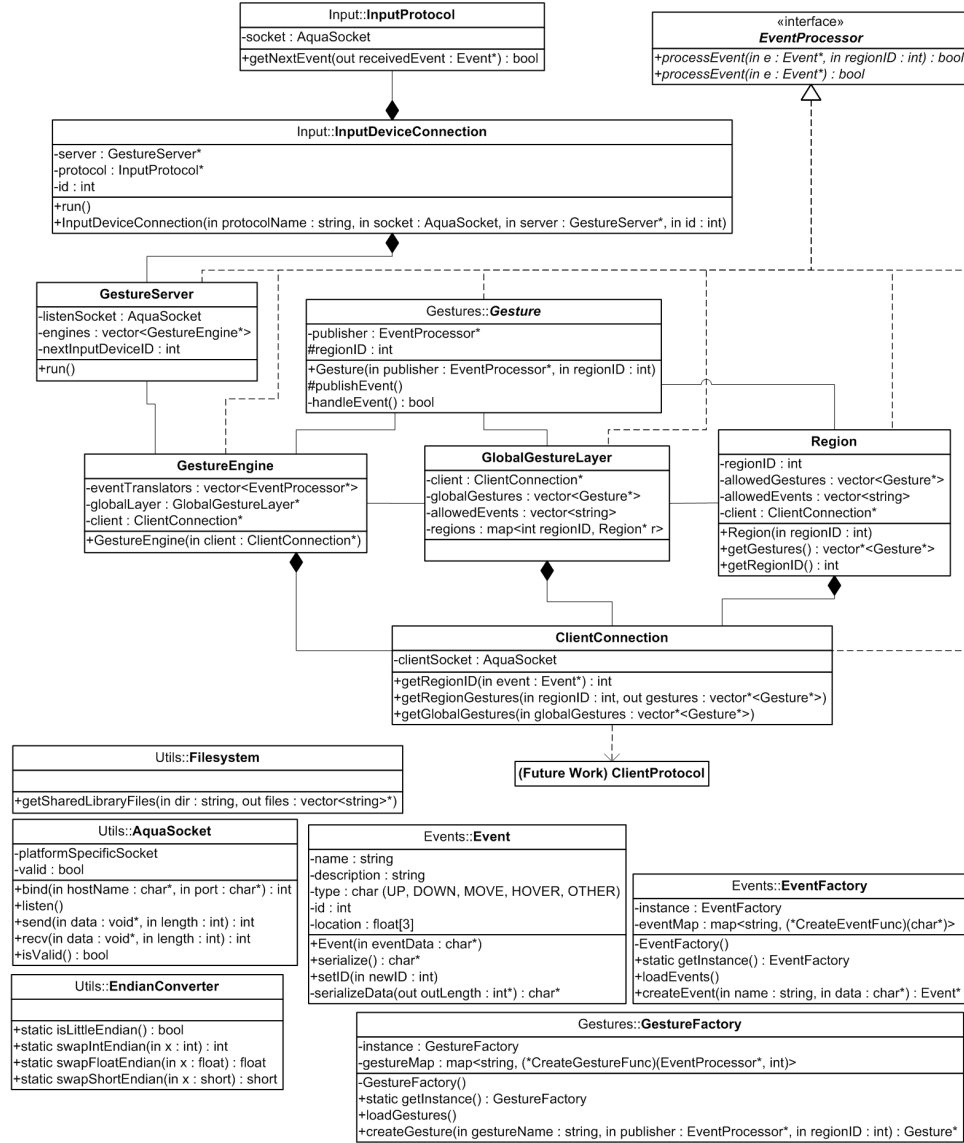 Input::InputProtocol
-socket : AquaSocket
+getNextEvent(out receivedEvent : Event*) : bool
«interface»
EventProcessor
+processEvent(in e : Event*, in regionID : int) : bool
+processEvent(in e : Event*) : bool
Input::InputDeviceConnection
-server : GestureServer*
-protocol : InputProtocol*
-id : int
+run()
+InputDeviceConnection(in protocolName : string, in socket : AquaSocket, in server : GestureServer*, in id : int)
GestureServer
-listenSocket : AquaSocket
-engines : vector<GestureEngine*>
-nextInputDeviceID : int
+run()
Gestures::Gesture
-publisher : EventProcessor*
#regionID : int
+Gesture(in publisher : EventProcessor*, in regionID : int)
#publishEvent()
-handleEvent() : bool
GestureEngine
-eventTranslators : vector<EventProcessor*>
-globalLayer : GlobalGestureLayer*
-client : ClientConnection*
+GestureEngine(in client : ClientConnection*)
GlobalGestureLayer
-client : ClientConnection*
-globalGestures : vector<Gesture*>
-allowedEvents : vector<string>
-regions : map<int regionID, Region* r>
Region
-regionID : int
-allowedGestures : vector<Gesture*>
-allowedEvents : vector<string>
-client : ClientConnection*
+Region(in regionID : int)
+getGestures() : vector*<Gesture*>
+getRegionID() : int
ClientConnection
-clientSocket : AquaSocket
+getRegionID(in event : Event*) : int
+getRegionGestures(in regionID : int, out gestures : vector*<Gesture*>)
+getGlobalGestures(in globalGestures : vector*<Gesture*>)
(Future Work) ClientProtocol
Utils::Filesystem
+getSharedLibraryFiles(in dir : string, out files : vector<string>*)
Utils::AquaSocket
-platformSpecificSocket
-valid : bool
+bind(in hostName : char*, in port : char*) : int
+listen()
+send(in data : void*, in length : int) : int
+recv(in data : void*, in length : int) : int
+isValid() : bool
Utils::EndianConverter
+static isLittleEndian() : bool
+static swapIntEndian(in x : int) : int
+static swapFloatEndian(in x : float) : float
+static swapShortEndian(in x : short) : short
Events::Event
-name : string
-description : string
-type : char (UP, DOWN, MOVE, HOVER, OTHER)
-id : int
-location : float[3]
+Event(in eventData : char*)
+serialize() : char*
+setID(in newID : int)
-serializeData(out outLength : int*) : char*
Events::EventFactory
-instance : EventFactory
-eventMap : map<string, (*CreateEventFunc)(char*)>
-EventFactory()
+static getInstance() : EventFactory
+loadEvents()
+createEvent(in name : string, in data : char*) : Event*
Gestures::GestureFactory
-instance : GestureFactory
-gestureMap : map<string, (*CreateGestureFunc)(EventProcessor*, int)>
-GestureFactory()
+static getInstance() : GestureFactory
+loadGestures()
+createGesture(in gestureName : string, in publisher : EventProcessor*, in regionID : int) : Gesture*